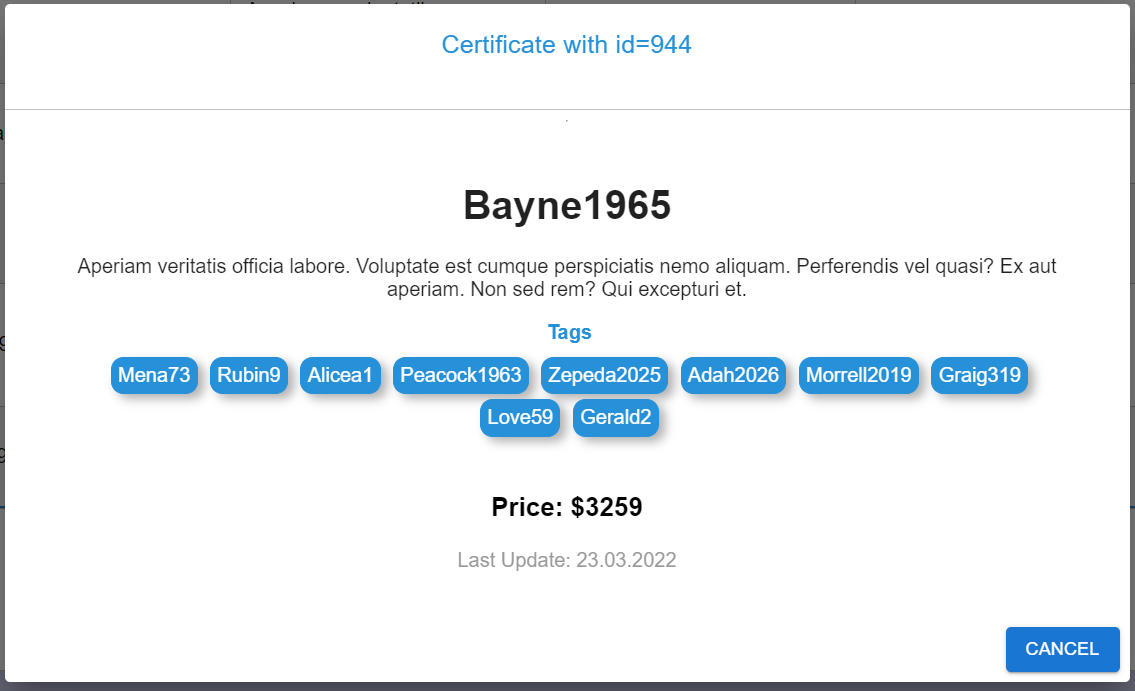 Certificate with id=944
Bayne1965
Aperiam veritatis officia labore. Voluptate est cumque perspiciatis nemo aliquam. Perferendis vel quasi? Ex aut
aperiam. Non sed rem? Qui excepturi et.
Tags
Mena73 Rubin9 Alicea1 Peacock1963 Zepeda2025 Adah2026 Morrell2019 Graig319
Love59 Gerald2
Price: $3259
Last Update: 23.03.2022
CANCEL